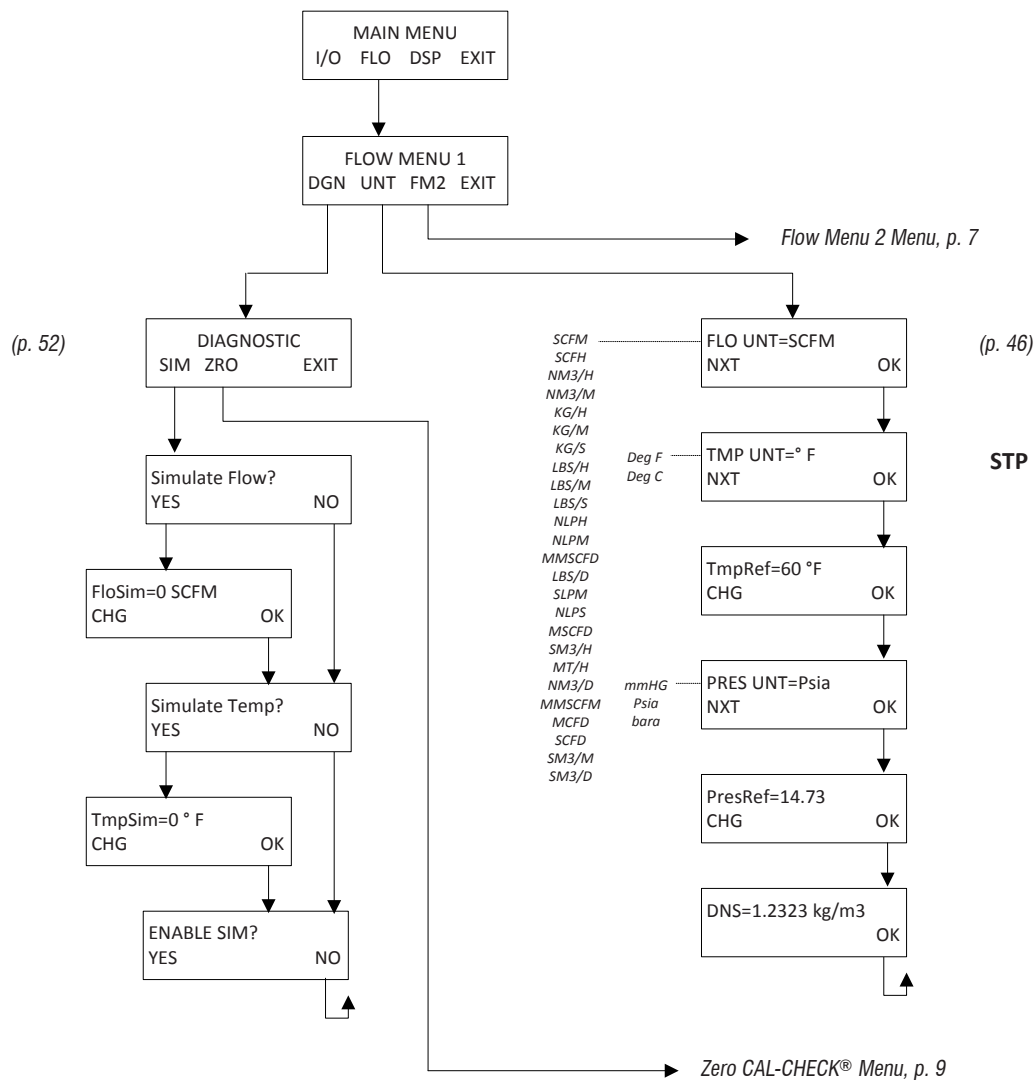 MAIN MENU
I/O FLO DSP EXIT
FLOW MENU 1
DGN UNT FM2 EXIT
Flow Menu 2 Menu, p. 7
(p. 52)
DIAGNOSTIC
SIM ZRO EXIT
Simulate Flow?
YES NO
FloSim=0 SCFM
CHG OK
Simulate Temp?
YES NO
TmpSim=0 ° F
CHG OK
ENABLE SIM?
YES NO
Zero CAL-CHECK® Menu, p. 9
SCFM
SCFH
NM3/H
NM3/M
KG/H
KG/M
KG/S
LBS/H
LBS/M
LBS/S
NLPH
NLPM
MMSCFD
LBS/D
SLPM
NLPS
MSCFD
SM3/H
MT/H
NM3/D
MMSCFM
MCFD
SCFD
SM3/M
SM3/D
FLO UNT=SCFM
NXT OK
(p. 46)
Deg F
Deg C
TMP UNT=° F
NXT OK
STP
TmpRef=60 °F
CHG OK
mmHG
Psia
bara
PRES UNT=Psia
NXT OK
PresRef=14.73
CHG OK
DNS=1.2323 kg/m3
OK